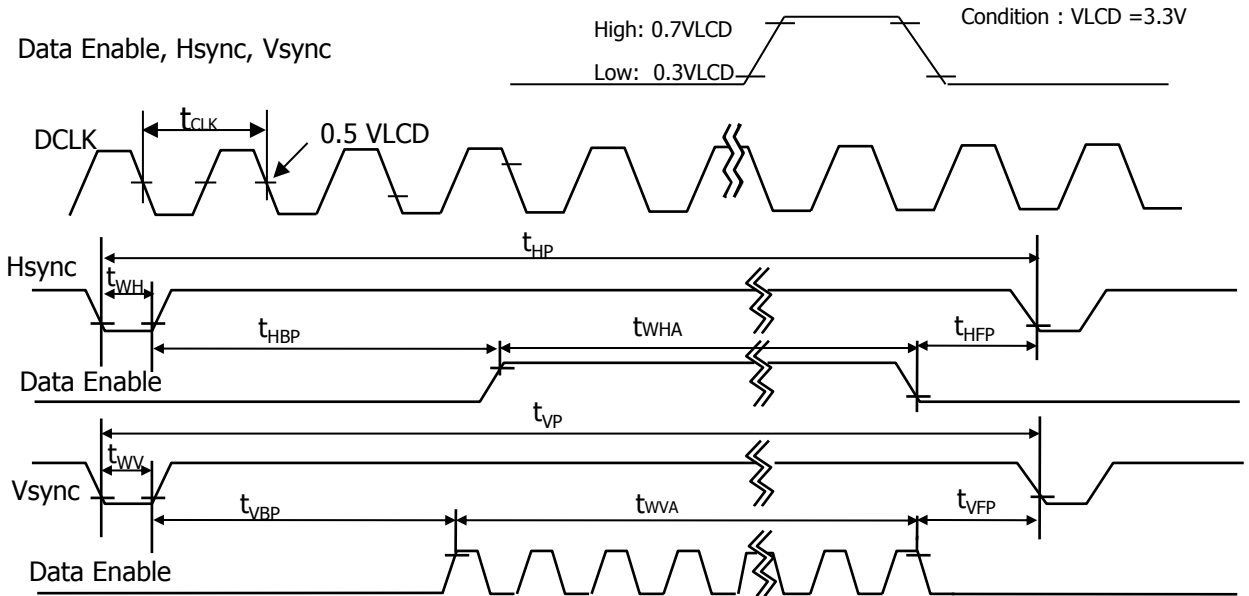 Condition : VLCD =3.3V
High: 0.7VLCD
Data Enable, Hsync, Vsync
Low: 0.3VLCD
tCLK
DCLK
0.5 VLCD
tHP
Hsync
tWH
tHBP
tWHA
tHFP
Data Enable
tVP
tWV
Vsync
tVBP
tWVA
tVFP
Data Enable